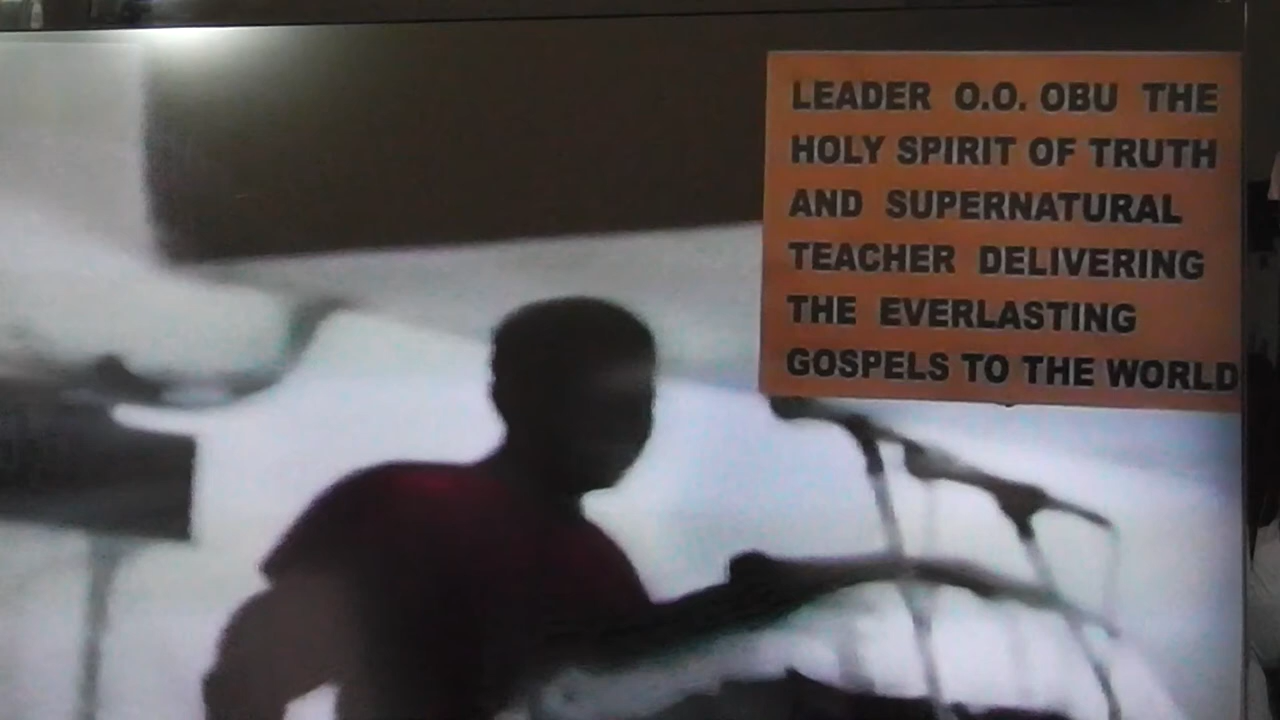 LEADER O.O. OBU THE
HOLY SPIRIT OF TRUTH
AND SUPERNATURAL
TEACHER DELIVERING
THE EVERLASTING
GOSPELS TO THE WORLD